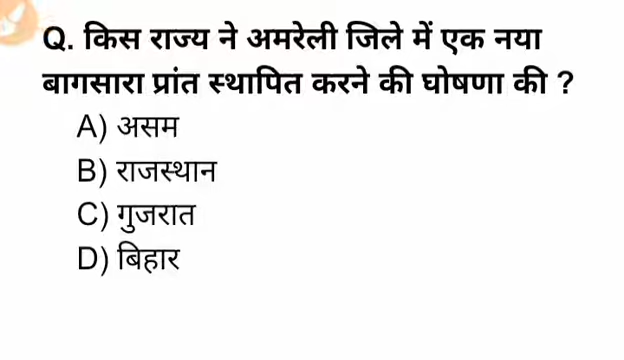 Q. किस राज्य ने अमरेली जिले में एक नया
बागसारा प्रांत स्थापित करने की घोषणा की ?
A) असम
B) राजस्थान
C) गुजरात
D) बिहार